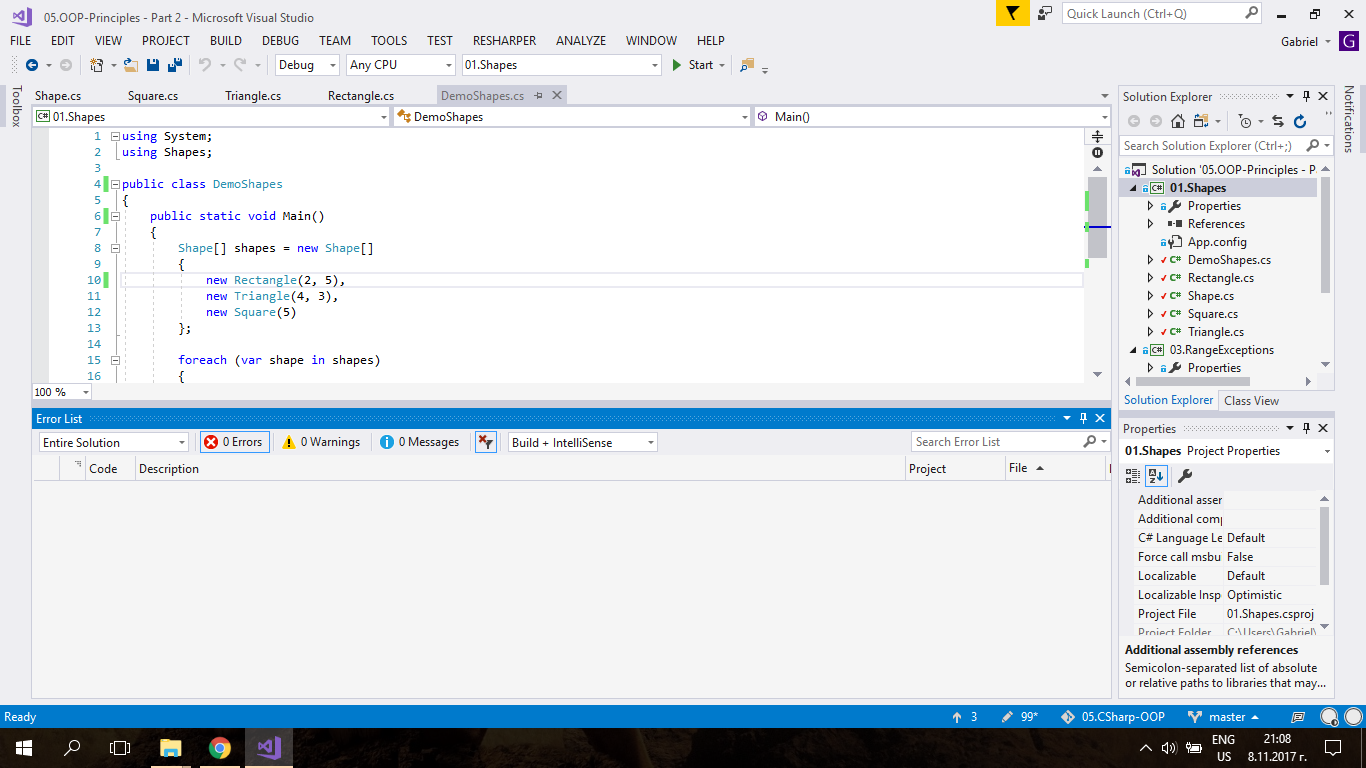 05.OOP-Principles - Part 2 - Microsoft Visual Studio
Quick Launch (Ctrl+Q)
FILE EDIT VIEW PROJECT BUILD DEBUG TEAM TOOLS TEST RESHARPER ANALYZE WINDOW HELP
Gabriel G
Debug Any CPU 01.Shapes Start
Toolbox
Shape.cs Square.cs Triangle.cs Rectangle.cs DemoShapes.cs
C# 01.Shapes DemoShapes Main()
1 using System;
2 using Shapes;
3
4 public class DemoShapes
5 {
6 public static void Main()
7 {
8 Shape[] shapes = new Shape[]
9 {
10 new Rectangle(2, 5),
11 new Triangle(4, 3),
12 new Square(5)
13 };
14
15 foreach (var shape in shapes)
16 {
100 %
Error List
Entire Solution 0 Errors 0 Warnings 0 Messages Build + IntelliSense Search Error List
Code Description Project File
Solution Explorer
Search Solution Explorer (Ctrl+;)
Solution '05.OOP-Principles - P
C# 01.Shapes
Properties
References
App.config
C# DemoShapes.cs
C# Rectangle.cs
C# Shape.cs
C# Square.cs
C# Triangle.cs
C# 03.RangeExceptions
Properties
Solution Explorer Class View
Properties
01.Shapes Project Properties
Additional asser
Additional comp
C# Language Le Default
Force call msbu False
Localizable Default
Localizable Insp Optimistic
Project File 01.Shapes.csproj
Project Folder C:\Users\Gabriel\
Additional assembly references
Semicolon-separated list of absolute
or relative paths to libraries that may...
Notifications
Ready 3 99* 05.CSharp-OOP master
ENG
US
21:08
8.11.2017 г.